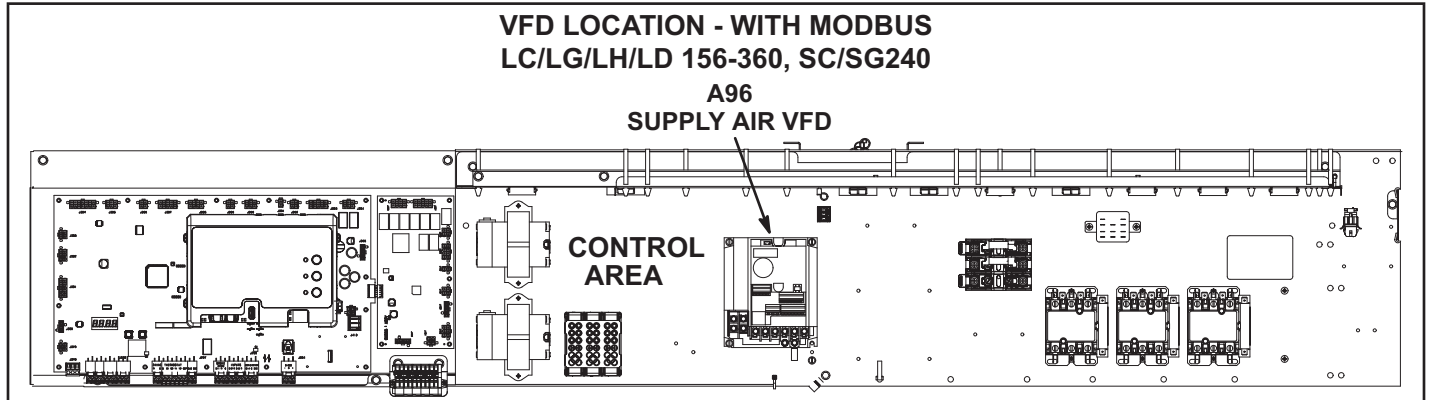 VFD LOCATION - WITH MODBUS
LC/LG/LH/LD 156-360, SC/SG240
A96
SUPPLY AIR VFD
CONTROL
AREA